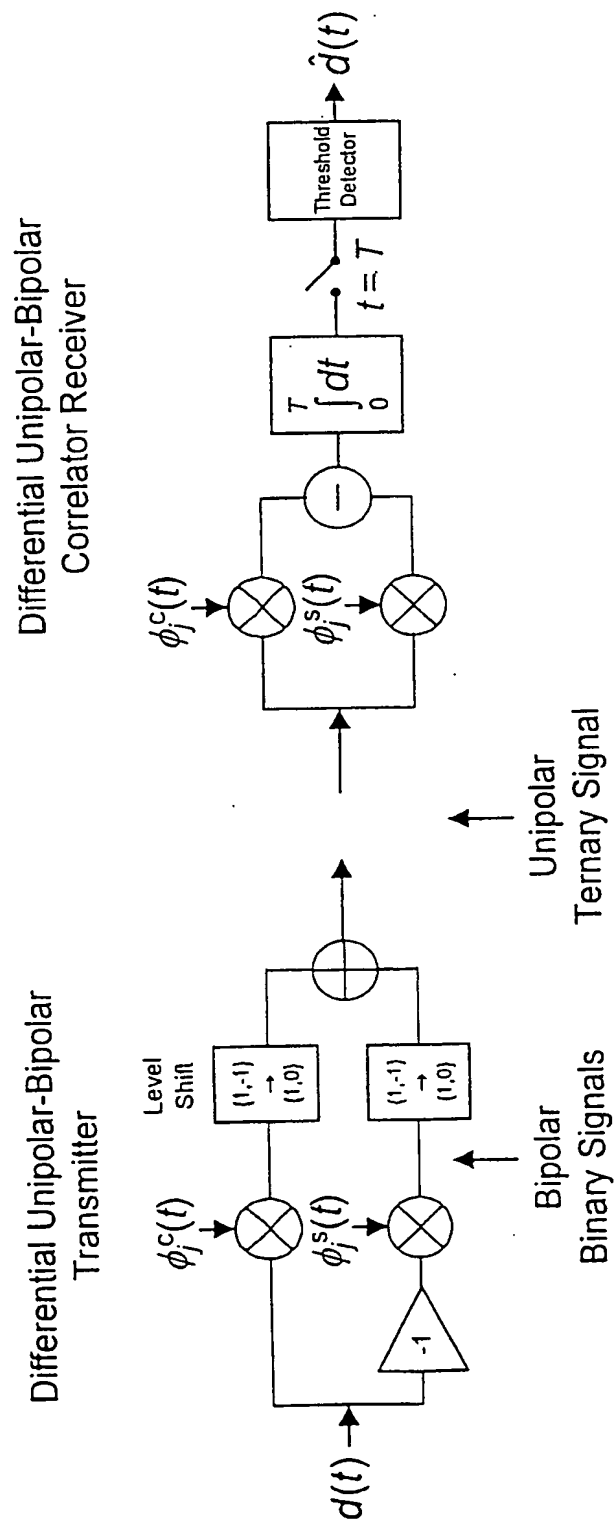 Differential Unipolar-Bipolar
Transmitter
Differential Unipolar-Bipolar
Correlator Receiver
d(t)
-1
ϕⱼᶜ(t)
ϕⱼˢ(t)
Level
Shift
{1,-1}
→
{1,0}
{1,-1}
→
{1,0}
Bipolar
Binary Signals
Unipolar
Ternary Signal
ϕⱼᶜ(t)
ϕⱼˢ(t)
−
T
∫dt
0
t = T
Threshold
Detector
d̂(t)